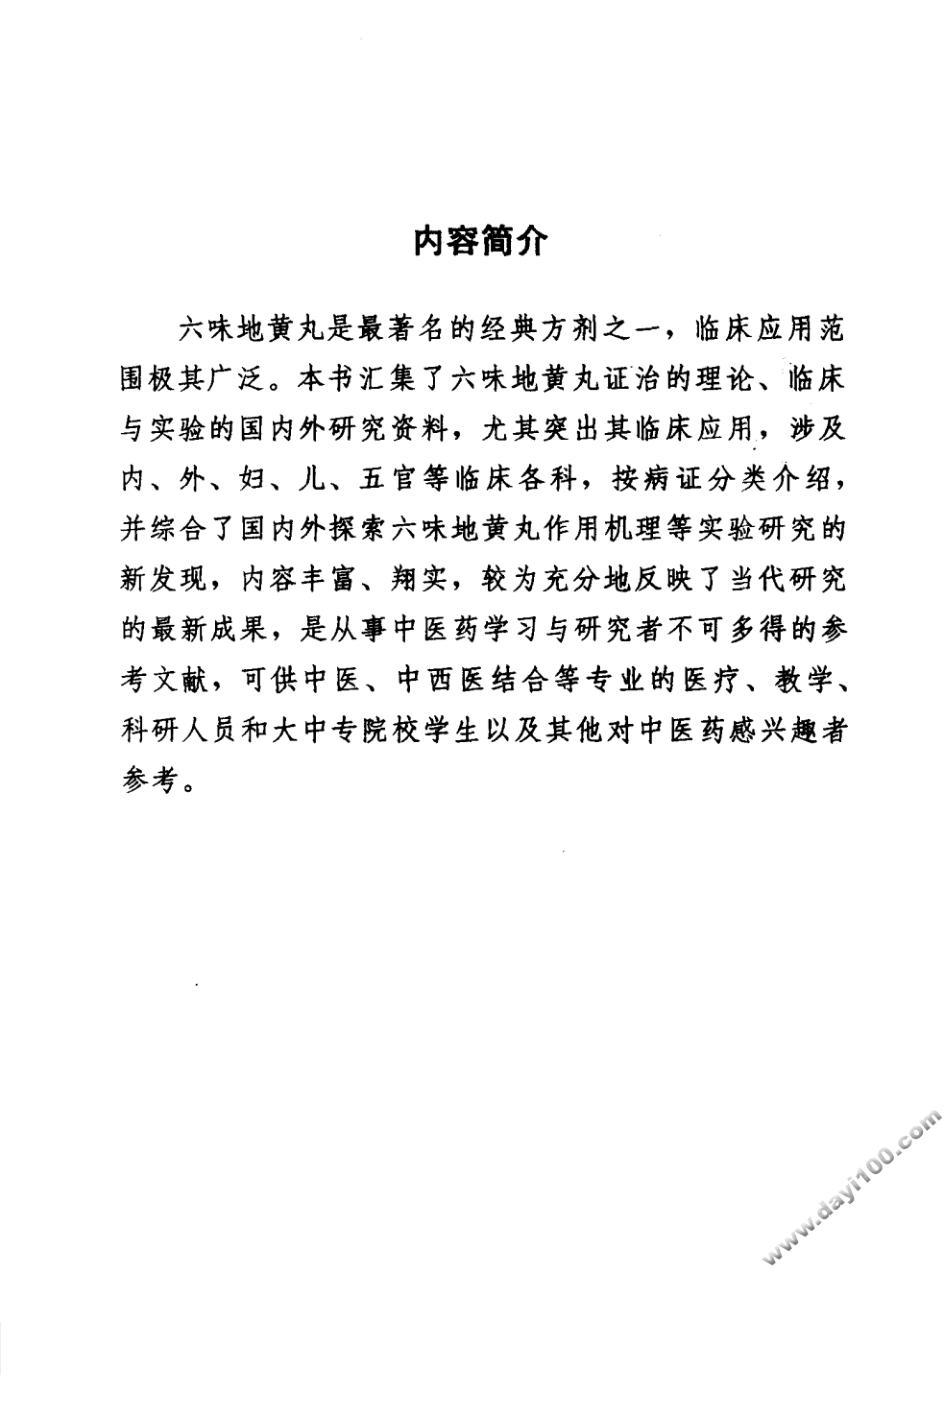 内容简介
六味地黄丸是最著名的经典方剂之一，临床应用范
围极其广泛。本书汇集了六味地黄丸证治的理论、临床
与实验的国内外研究资料，尤其突出其临床应用，涉及
内、外、妇、儿、五官等临床各科，按病证分类介绍，
并综合了国内外探索六味地黄丸作用机理等实验研究的
新发现，内容丰富、翔实，较为充分地反映了当代研究
的最新成果，是从事中医药学习与研究者不可多得的参
考文献，可供中医、中西医结合等专业的医疗、教学、
科研人员和大中专院校学生以及其他对中医药感兴趣者
参考。
www.dayi100.com